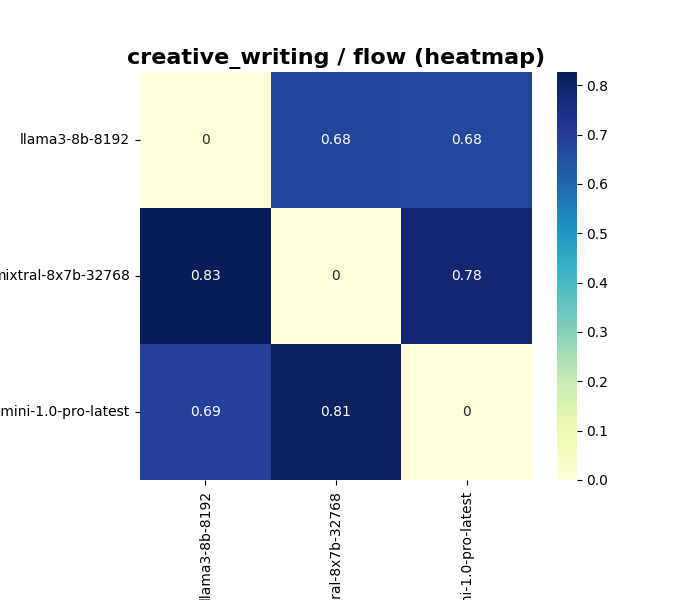 creative_writing / flow (heatmap)
llama3-8b-8192
0
0.68
0.68
mixtral-8x7b-32768
0.83
0
0.78
mini-1.0-pro-latest
0.69
0.81
0
0.8
0.7
0.6
0.5
0.4
0.3
0.2
0.1
0.0
llama3-8b-8192
ral-8x7b-32768
ni-1.0-pro-latest